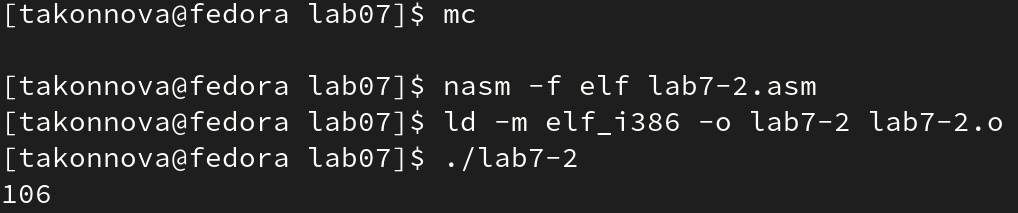 [takonnova@fedora lab07]$ mc
[takonnova@fedora lab07]$ nasm -f elf lab7-2.asm
[takonnova@fedora lab07]$ ld -m elf_i386 -o lab7-2 lab7-2.o
[takonnova@fedora lab07]$ ./lab7-2
106